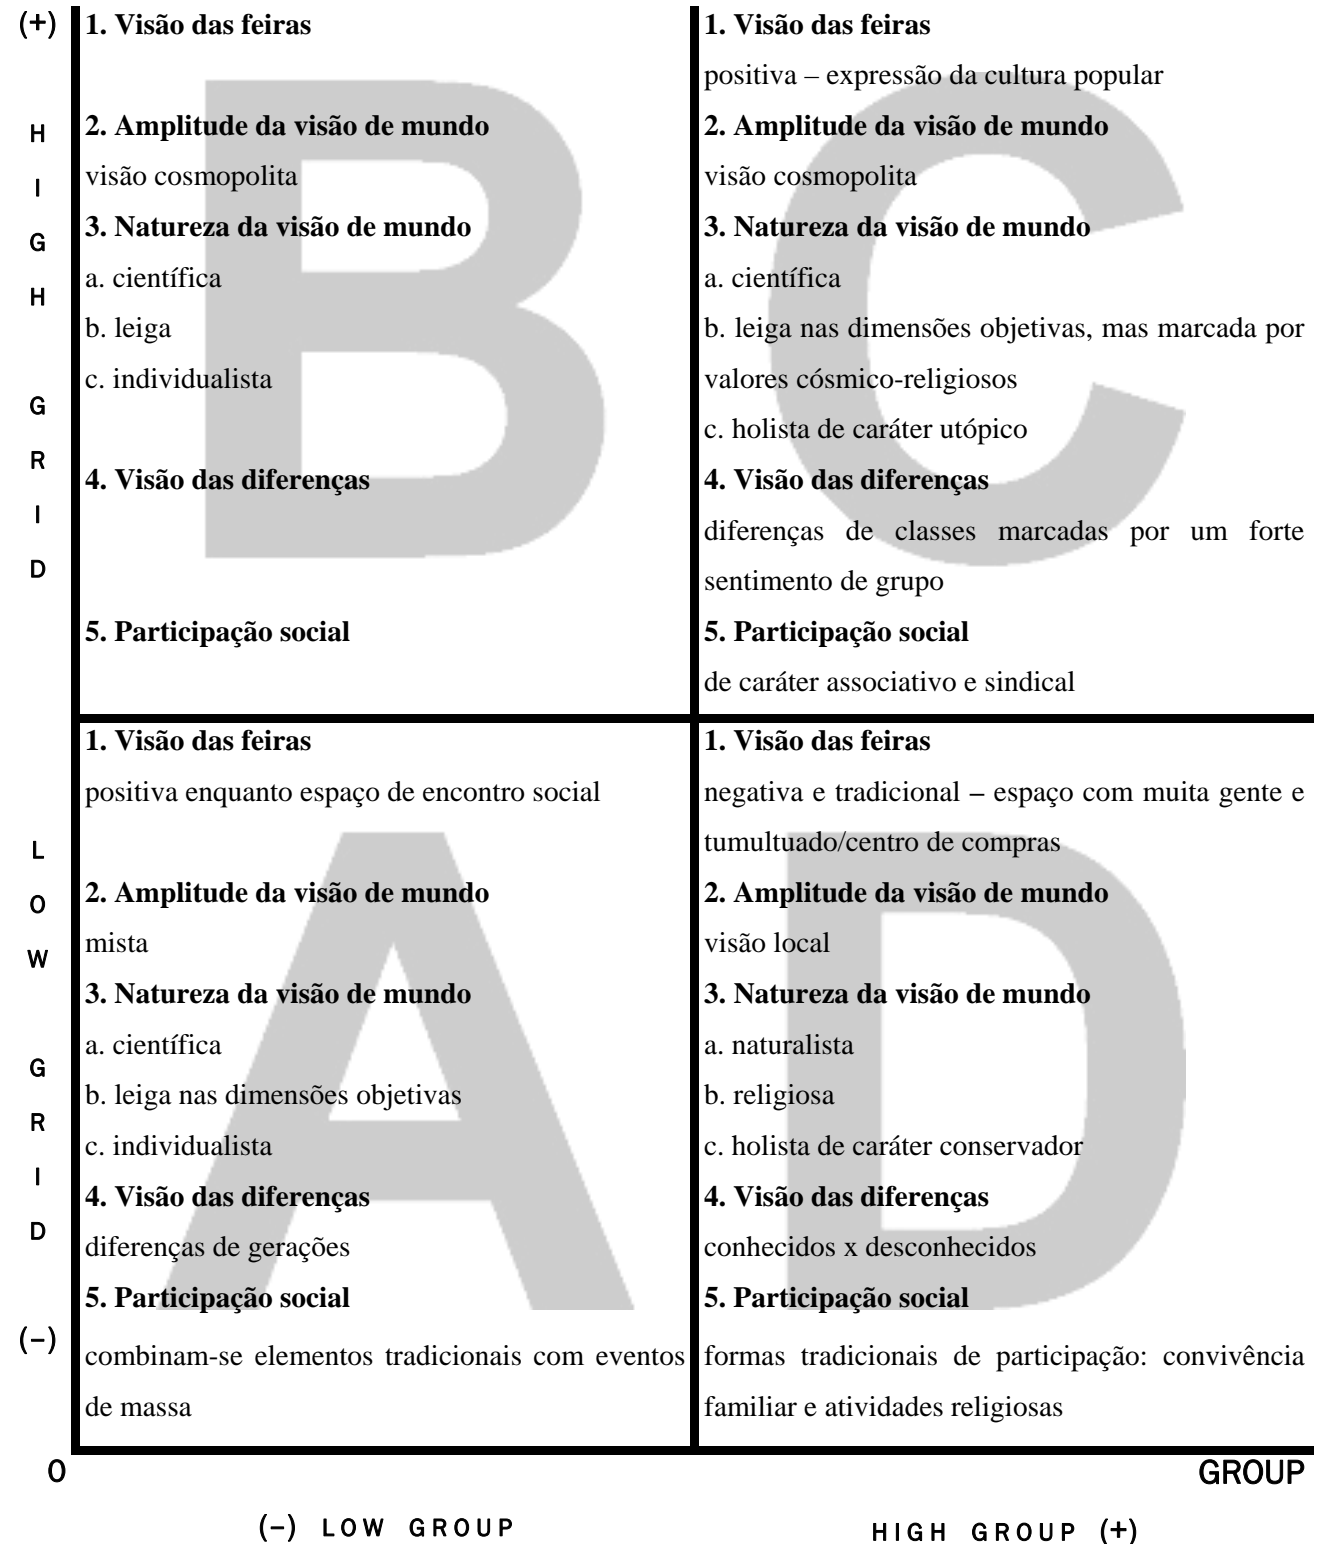 (+)
HIGH GRID
1. Visão das feiras
2. Amplitude da visão de mundo
visão cosmopolita
3. Natureza da visão de mundo
a. científica
b. leiga
c. individualista
4. Visão das diferenças
5. Participação social
B
1. Visão das feiras
positiva – expressão da cultura popular
2. Amplitude da visão de mundo
visão cosmopolita
3. Natureza da visão de mundo
a. científica
b. leiga nas dimensões objetivas, mas marcada por
valores cósmico-religiosos
c. holista de caráter utópico
4. Visão das diferenças
diferenças de classes marcadas por um forte
sentimento de grupo
5. Participação social
de caráter associativo e sindical
C
LOW GRID
(–)
1. Visão das feiras
positiva enquanto espaço de encontro social
2. Amplitude da visão de mundo
mista
3. Natureza da visão de mundo
a. científica
b. leiga nas dimensões objetivas
c. individualista
4. Visão das diferenças
diferenças de gerações
5. Participação social
combinam-se elementos tradicionais com eventos
de massa
A
1. Visão das feiras
negativa e tradicional – espaço com muita gente e
tumultuado/centro de compras
2. Amplitude da visão de mundo
visão local
3. Natureza da visão de mundo
a. naturalista
b. religiosa
c. holista de caráter conservador
4. Visão das diferenças
conhecidos x desconhecidos
5. Participação social
formas tradicionais de participação: convivência
familiar e atividades religiosas
D
0
GROUP
(–) LOW GROUP
HIGH GROUP (+)